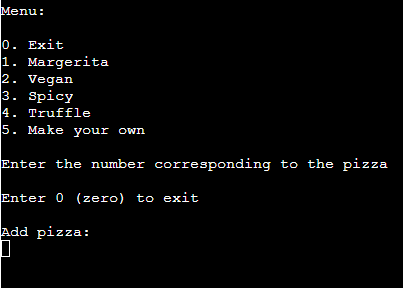 Menu:
0. Exit
1. Margerita
2. Vegan
3. Spicy
4. Truffle
5. Make your own
Enter the number corresponding to the pizza
Enter 0 (zero) to exit
Add pizza: